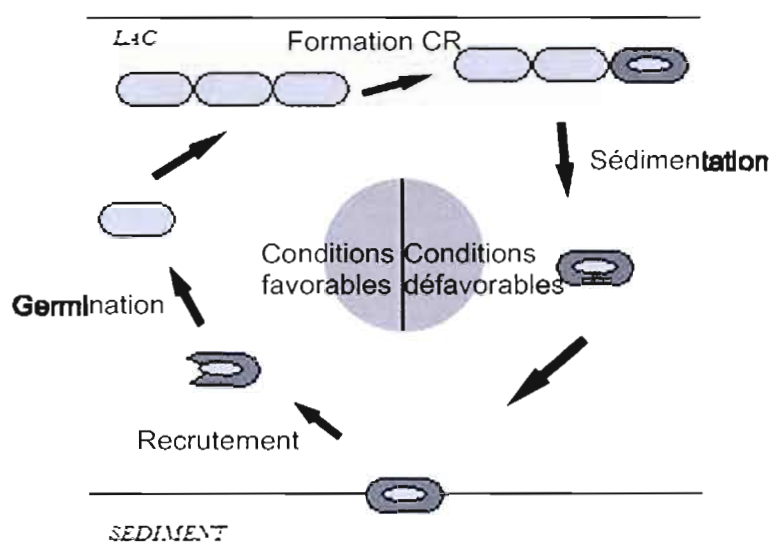 LAC
Formation CR
Sédimentation
Conditions favorables
Conditions défavorables
Germination
Recrutement
SEDIMENT